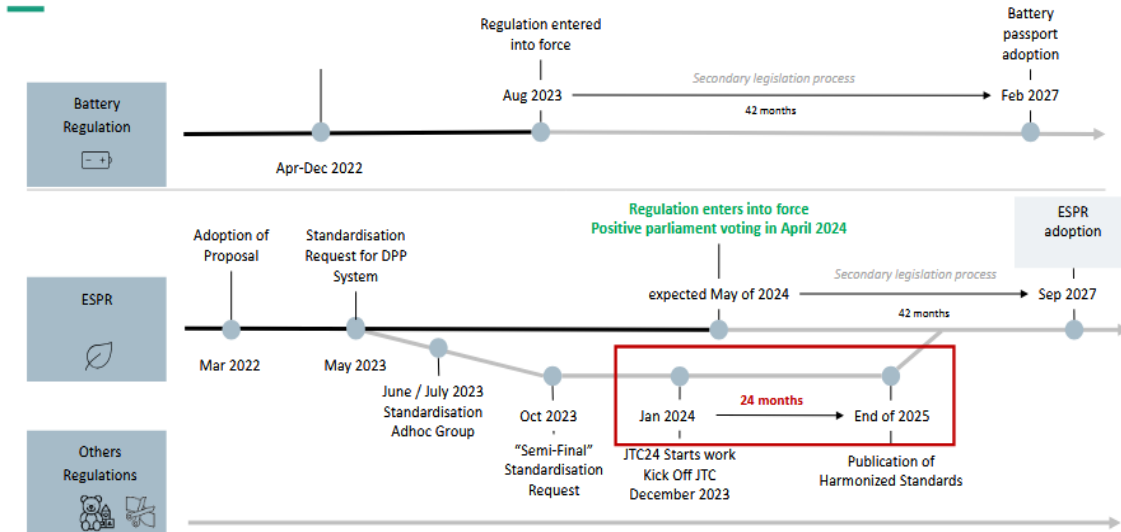 Battery
Regulation
Apr-Dec 2022
Regulation entered
into force
Aug 2023
Secondary legislation process
42 months
Battery
passport
adoption
Feb 2027
ESPR
Adoption of
Proposal
Mar 2022
Standardisation
Request for DPP
System
May 2023
June / July 2023
Standardisation
Adhoc Group
Oct 2023
“Semi-Final”
Standardisation
Request
Regulation enters into force
Positive parliament voting in April 2024
expected May of 2024
Secondary legislation process
42 months
ESPR
adoption
Sep 2027
Jan 2024
24 months
End of 2025
JTC24 Starts work
Kick Off JTC
December 2023
Publication of
Harmonized Standards
Others
Regulations